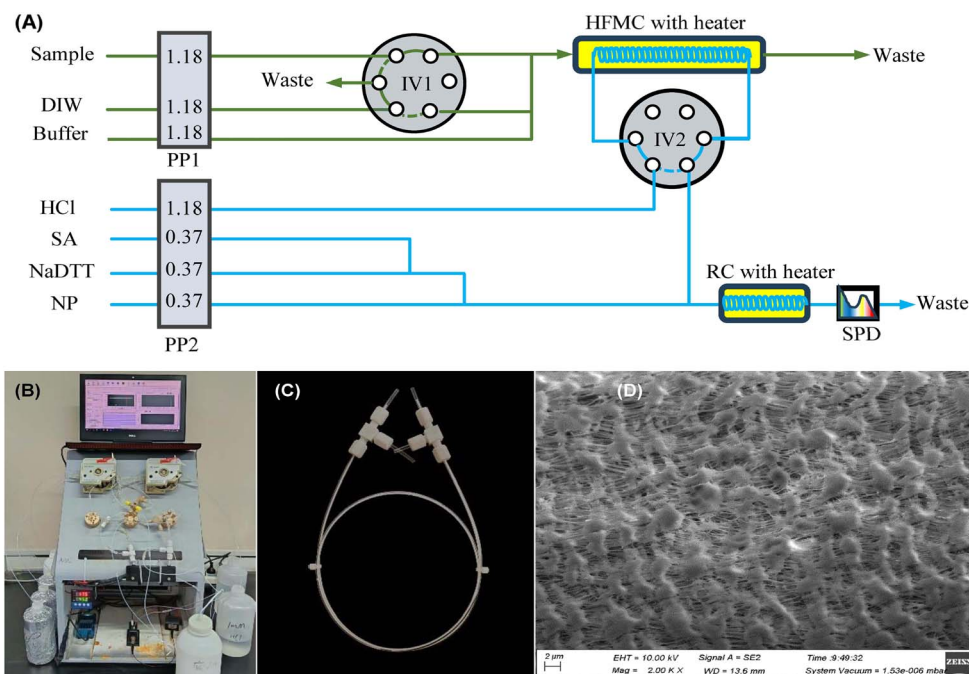 (A)
Sample
1.18
Waste
IV1
HFMC with heater
Waste
DIW
1.18
Buffer
1.18
PP1
IV2
HCl
1.18
SA
0.37
NaDTT
0.37
NP
0.37
PP2
RC with heater
SPD
Waste
(B)
(C)
(D)
2 µm
EHT = 10.00 kV Signal A = SE2 Time :9:49:32
Mag = 2.00 K X WD = 13.6 mm System Vacuum = 1.53e-006 mbar
ZEISS